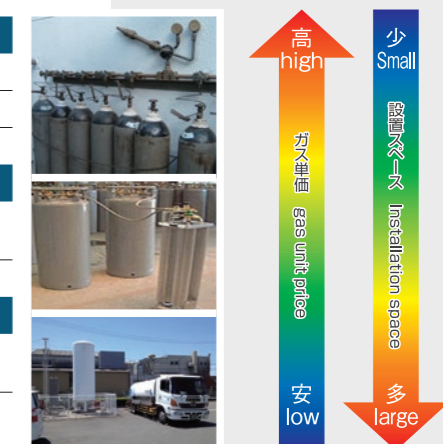 高
high
ガス単価 gas unit price
安
low
少
Small
設置スペース Installation space
多
large